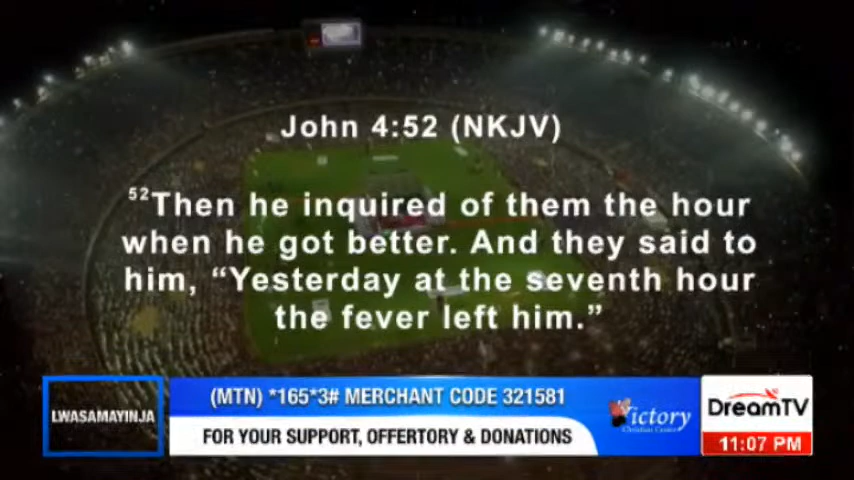 John 4:52 (NKJV)
52Then he inquired of them the hour
when he got better. And they said to
him, “Yesterday at the seventh hour
the fever left him.”
LWASAMAYINJA
(MTN) *165*3# MERCHANT CODE 321581
FOR YOUR SUPPORT, OFFERTORY & DONATIONS
Victory
Christian Center
DreamTV
11:07 PM